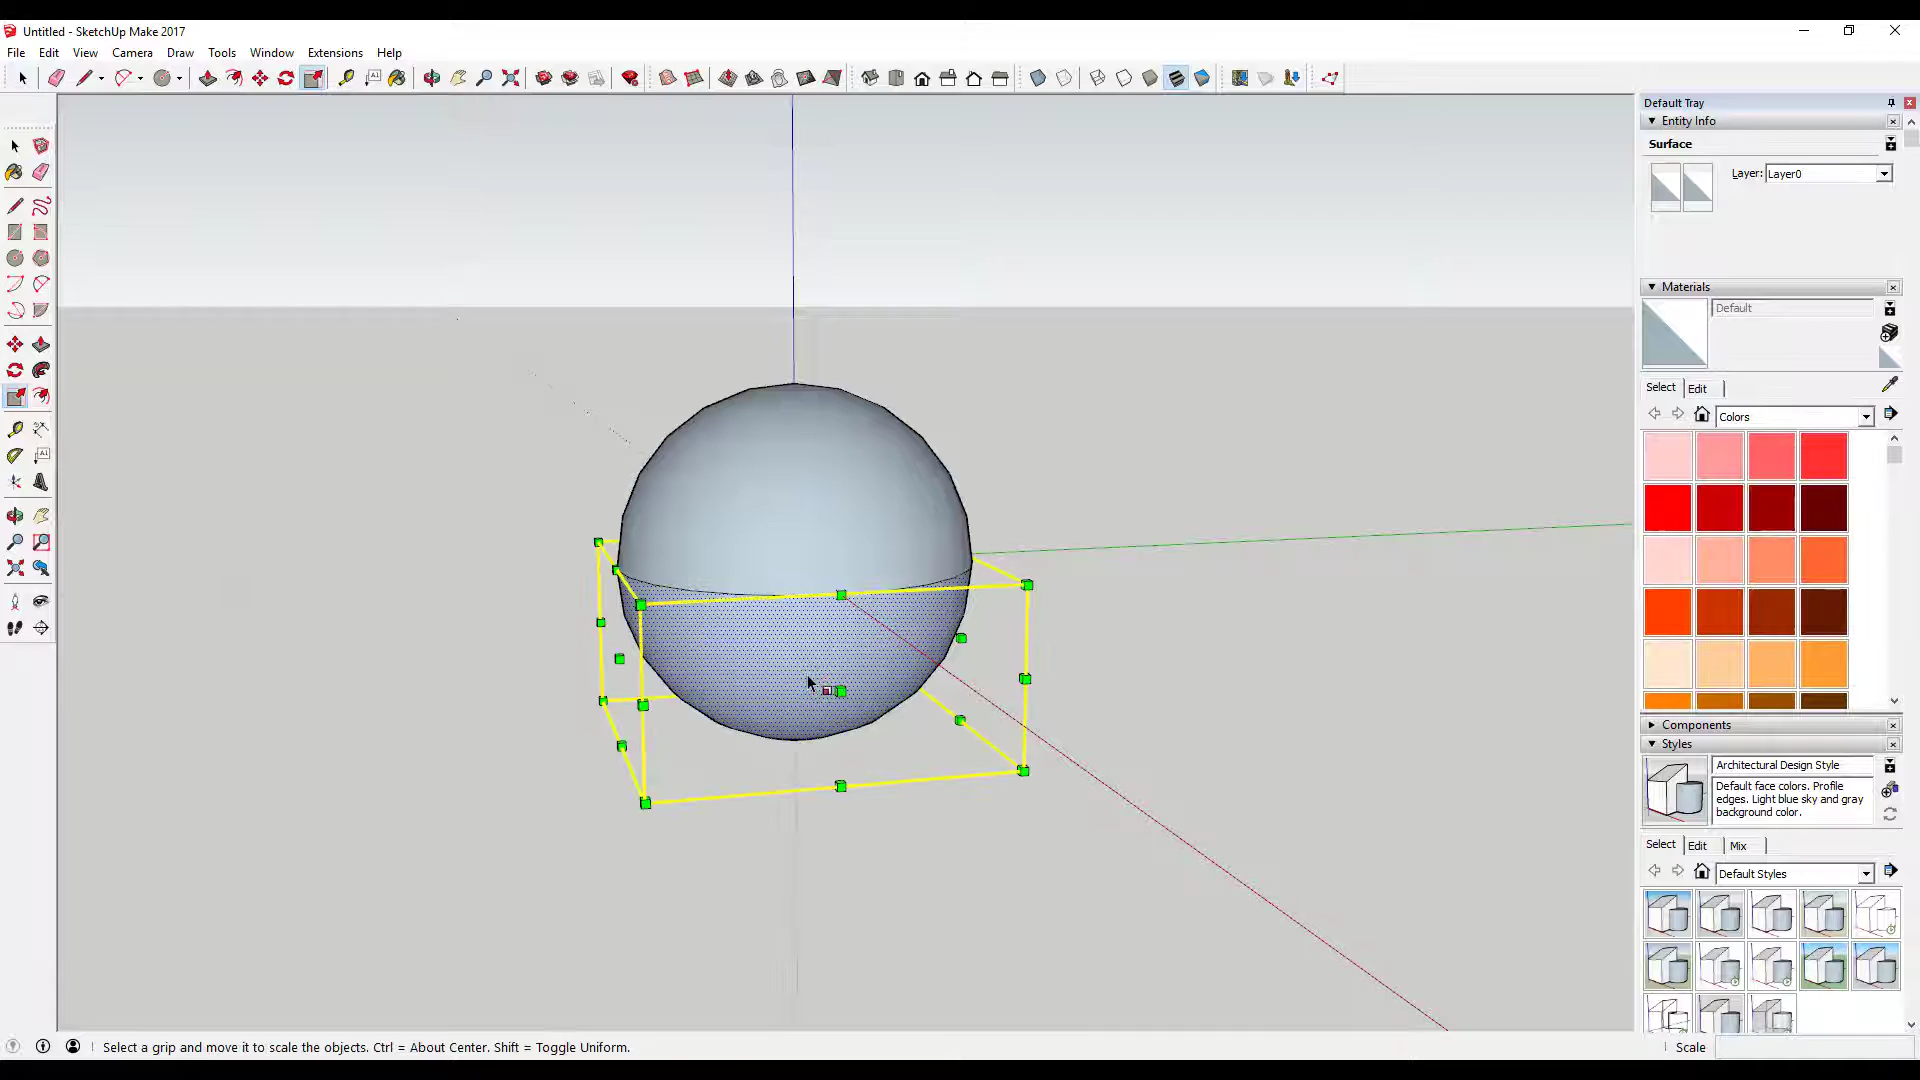 Untitled - SketchUp Make 2017
File Edit View Camera Draw Tools Window Extensions Help
Default Tray
Entity Info
Surface
Layer: Layer0
Materials
Default
Select Edit
Colors
Components
Styles
Architectural Design Style
Default face colors. Profile
edges. Light blue sky and gray
background color.
Select Edit Mix
Default Styles
Select a grip and move it to scale the objects. Ctrl = About Center. Shift = Toggle Uniform.
Scale